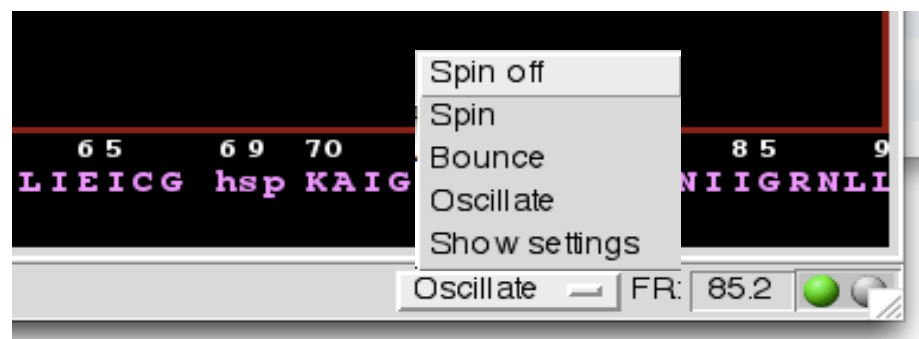 Spin off
Spin
Bounce
Oscillate
Show settings
65 69 70 85 9
LIEICG hsp KAIG NIIGRNLI
Oscillate FR: 85.2